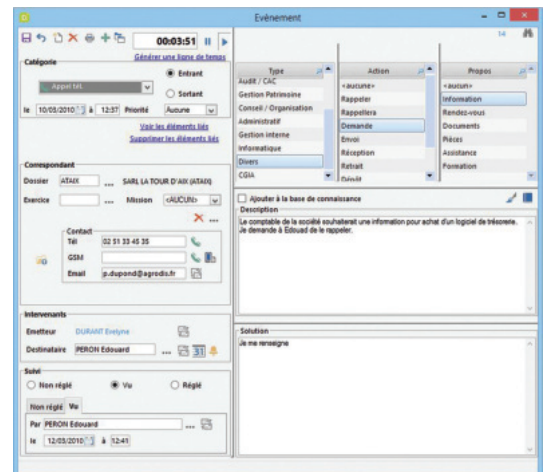 Evènement
00:03:51
14
Générer une ligne de temps
Catégorie
Appel tél.
Entrant
Sortant
le 10/05/2010 à 12:37 Priorité Aucune
Voir les éléments liés
Supprimer les éléments liés
Correspondant
Dossier ATAIX ... SARL LA TOUR D'AIX (ATAIX)
Exercice ... Mission <AUCUN>
...
Contact
Tél 02 51 33 45 35
GSM
Email p.dupond@agrodis.fr
Intervenants
Emetteur DURANT Evelyne
Destinataire PERON Edouard ... 31
Suivi
Non réglé Vu Réglé
Non réglé Vu
Par PERON Edouard ...
le 12/05/2010 à 12:41
Type
Audit / CAC
Gestion Patrimoine
Conseil / Organisation
Administratif
Gestion interne
Informatique
Divers
CGIA
Action
<aucune>
Rappeler
Rappellera
Demande
Envoi
Réception
Retrait
Dépôt
Propos
<aucun>
Information
Rendez-vous
Documents
Pièces
Assistance
Formation
Ajouter à la base de connaissance
Description
Le comptable de la société souhaiterait une information pour achat d'un logiciel de trésorerie.
Je demande à Edouad de le rappeler.
Solution
Je me renseigne